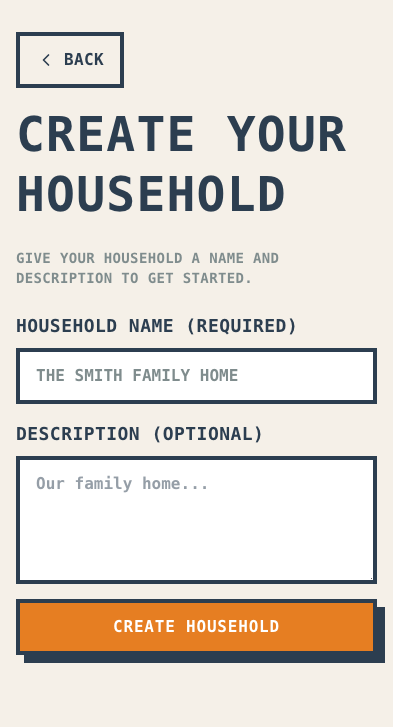 BACK
CREATE YOUR
HOUSEHOLD
GIVE YOUR HOUSEHOLD A NAME AND
DESCRIPTION TO GET STARTED.
HOUSEHOLD NAME (REQUIRED)
THE SMITH FAMILY HOME
DESCRIPTION (OPTIONAL)
Our family home...
CREATE HOUSEHOLD